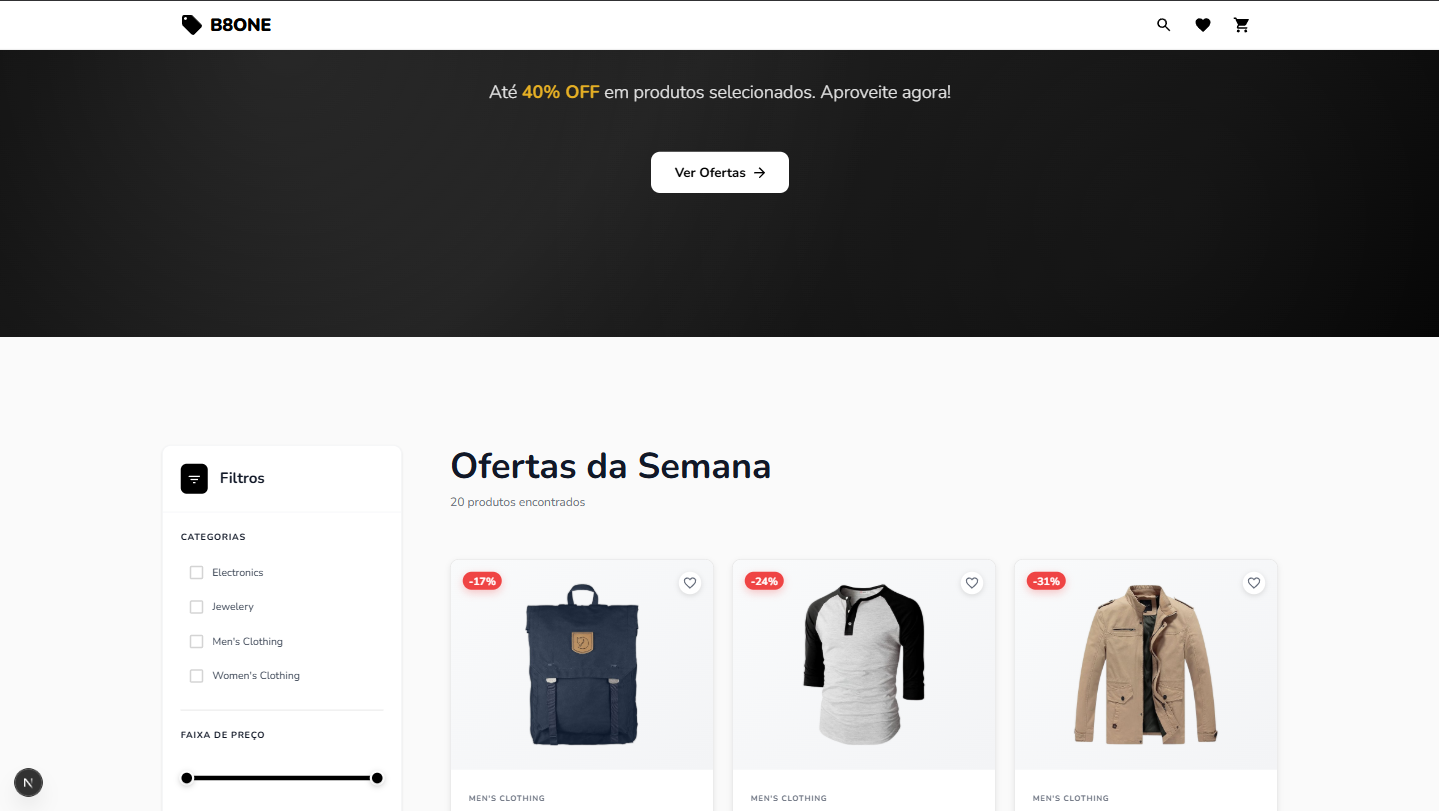 B8ONE
Até 40% OFF em produtos selecionados. Aproveite agora!
Ver Ofertas
Filtros
CATEGORIAS
Electronics
Jewelery
Men's Clothing
Women's Clothing
FAIXA DE PREÇO
Ofertas da Semana
20 produtos encontrados
-17%
-24%
-31%
MEN'S CLOTHING
MEN'S CLOTHING
MEN'S CLOTHING
N